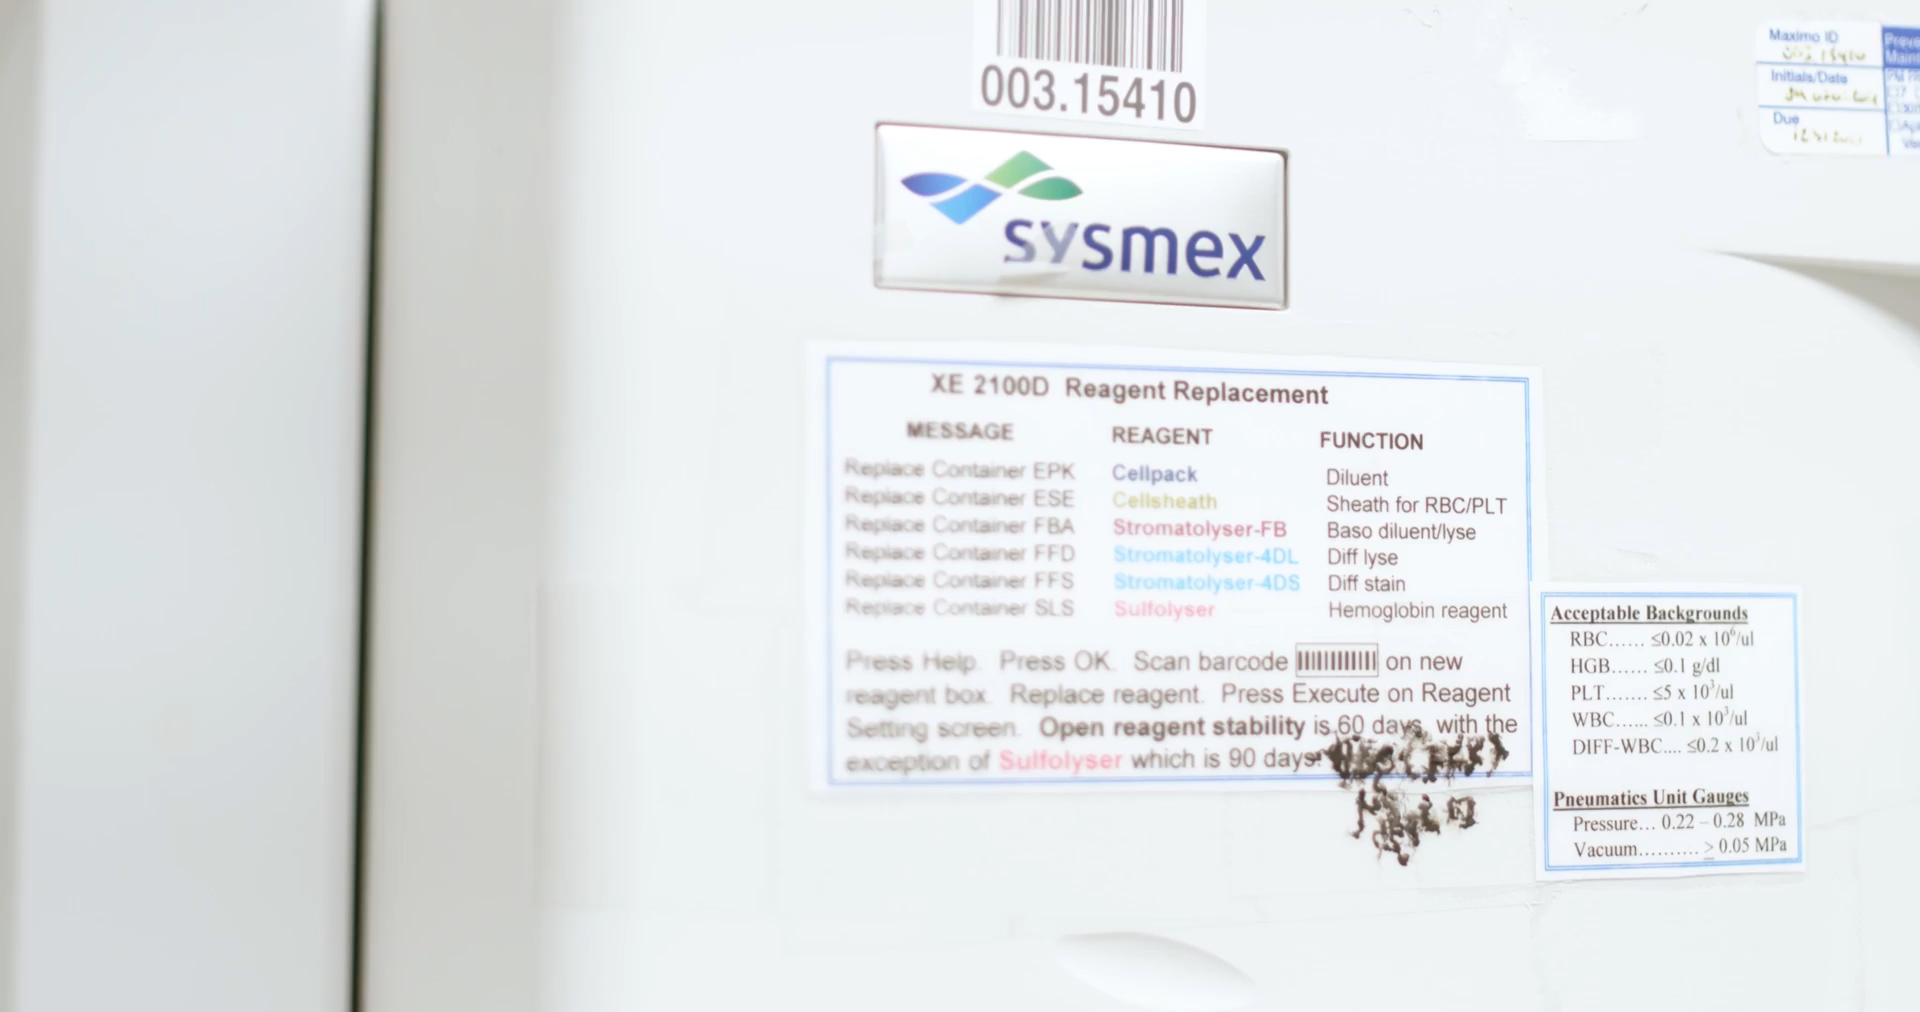 003.15410
sysmex
Maximo ID
Initials/Date
Due
XE 2100D Reagent Replacement
MESSAGE REAGENT FUNCTION
Replace Container EPK Cellpack Diluent
Replace Container ESE Cellsheath Sheath for RBC/PLT
Replace Container FBA Stromatolyser-FB Baso diluent/lyse
Replace Container FFD Stromatolyser-4DL Diff lyse
Replace Container FFS Stromatolyser-4DS Diff stain
Replace Container SLS Sulfolyser Hemoglobin reagent
Press Help. Press OK. Scan barcode on new
reagent box. Replace reagent. Press Execute on Reagent
Setting screen. Open reagent stability is 60 days, with the
exception of Sulfolyser which is 90 days.
Acceptable Backgrounds
RBC...... ≤0.02 x 10⁶/ul
HGB...... ≤0.1 g/dl
PLT....... ≤5 x 10³/ul
WBC...... ≤0.1 x 10³/ul
DIFF-WBC.... ≤0.2 x 10³/ul
Pneumatics Unit Gauges
Pressure... 0.22 – 0.28 MPa
Vacuum.......... ≥ 0.05 MPa